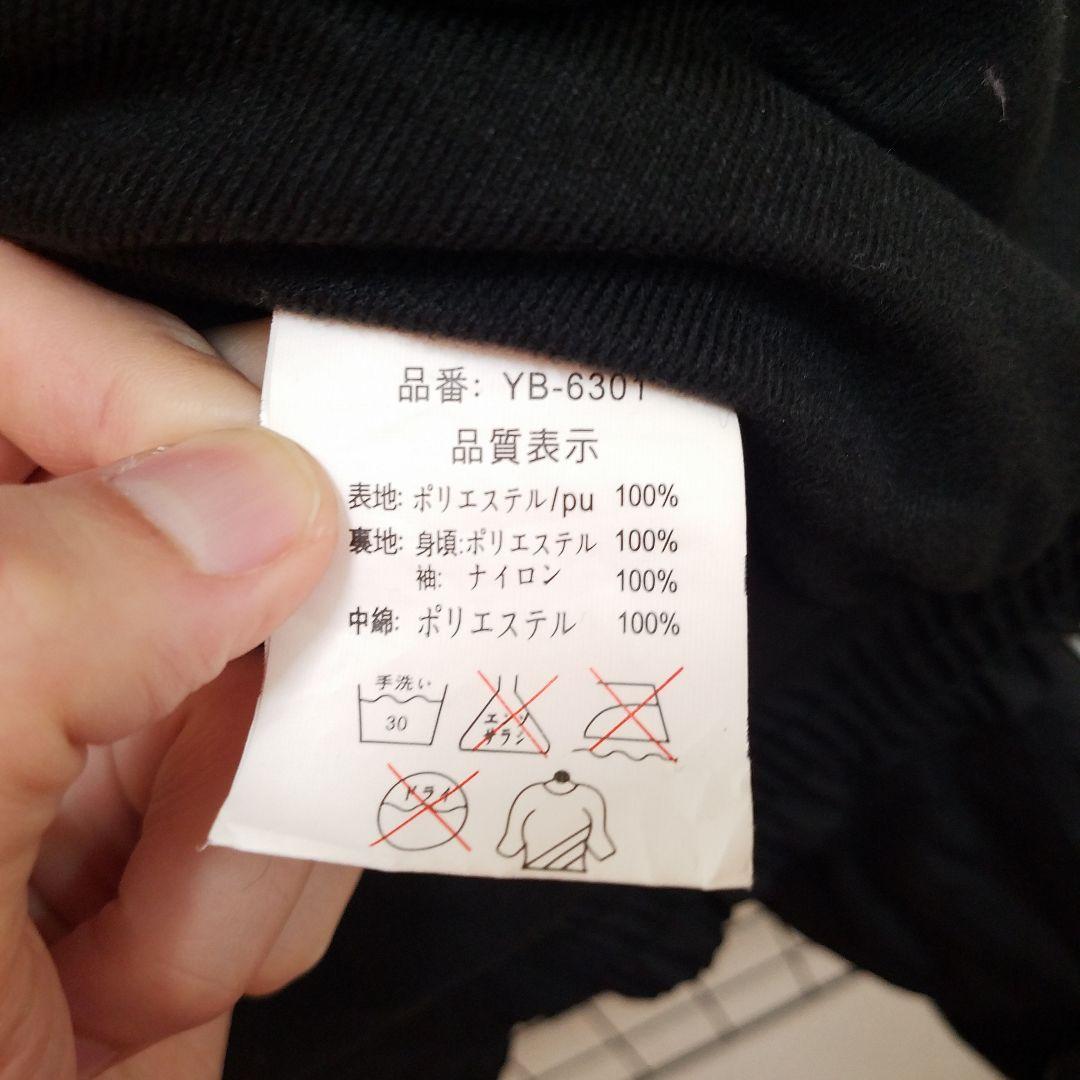 品番: YB-6301
品質表示
表地: ポリエステル/pu 100%
裏地: 身頃:ポリエステル 100%
袖: ナイロン 100%
中綿: ポリエステル 100%
手洗い
30
エンソ
サラシ
ドライ